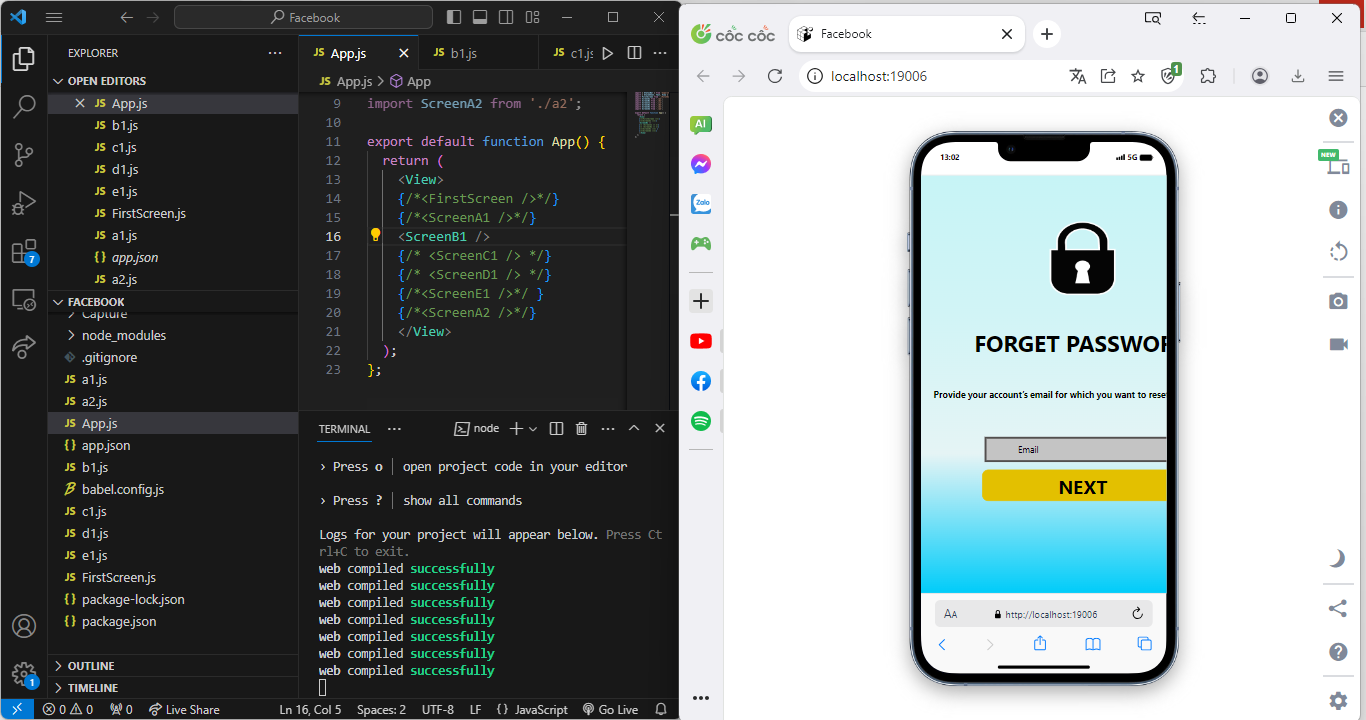 Facebook
EXPLORER
OPEN EDITORS
JS App.js
JS b1.js
JS c1.js
JS d1.js
JS e1.js
JS FirstScreen.js
JS a1.js
{} app.json
JS a2.js
FACEBOOK
Capture
node_modules
.gitignore
JS a1.js
JS a2.js
JS App.js
{} app.json
JS b1.js
babel.config.js
JS c1.js
JS d1.js
JS e1.js
JS FirstScreen.js
{} package-lock.json
{} package.json
OUTLINE
TIMELINE
7
1
JS App.js
JS b1.js
JS c1.js
JS App.js > App
9 import ScreenA2 from './a2';
10
11 export default function App() {
12 return (
13 <View>
14 {/*<FirstScreen />*/}
15 {/*<ScreenA1 />*/}
16 <ScreenB1 />
17 {/* <ScreenC1 /> */}
18 {/* <ScreenD1 /> */}
19 {/*<ScreenE1 />*/ }
20 {/*<ScreenA2 />*/}
21 </View>
22 );
23 };
TERMINAL
node
› Press o │ open project code in your editor
› Press ? │ show all commands
Logs for your project will appear below. Press Ct
rl+C to exit.
web compiled successfully
web compiled successfully
web compiled successfully
web compiled successfully
web compiled successfully
web compiled successfully
web compiled successfully
0 0
0
Live Share
Ln 16, Col 5
Spaces: 2
UTF-8
LF
{} JavaScript
Go Live
cốc cốc
Facebook
localhost:19006
1
AI
Zalo
NEW
13:02
5G
FORGET PASSWOR
Provide your account's email for which you want to rese
Email
NEXT
AA
http://localhost:19006